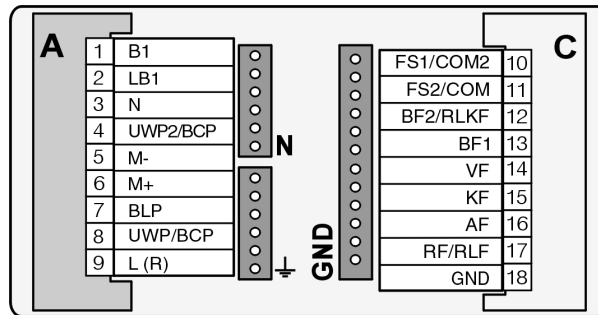 A
1 B1
2 LB1
3 N
4 UWP2/BCP
5 M-
6 M+
7 BLP
8 UWP/BCP
9 L (R)
N
GND
C
FS1/COM2 10
FS2/COM 11
BF2/RLKF 12
BF1 13
VF 14
KF 15
AF 16
RF/RLF 17
GND 18